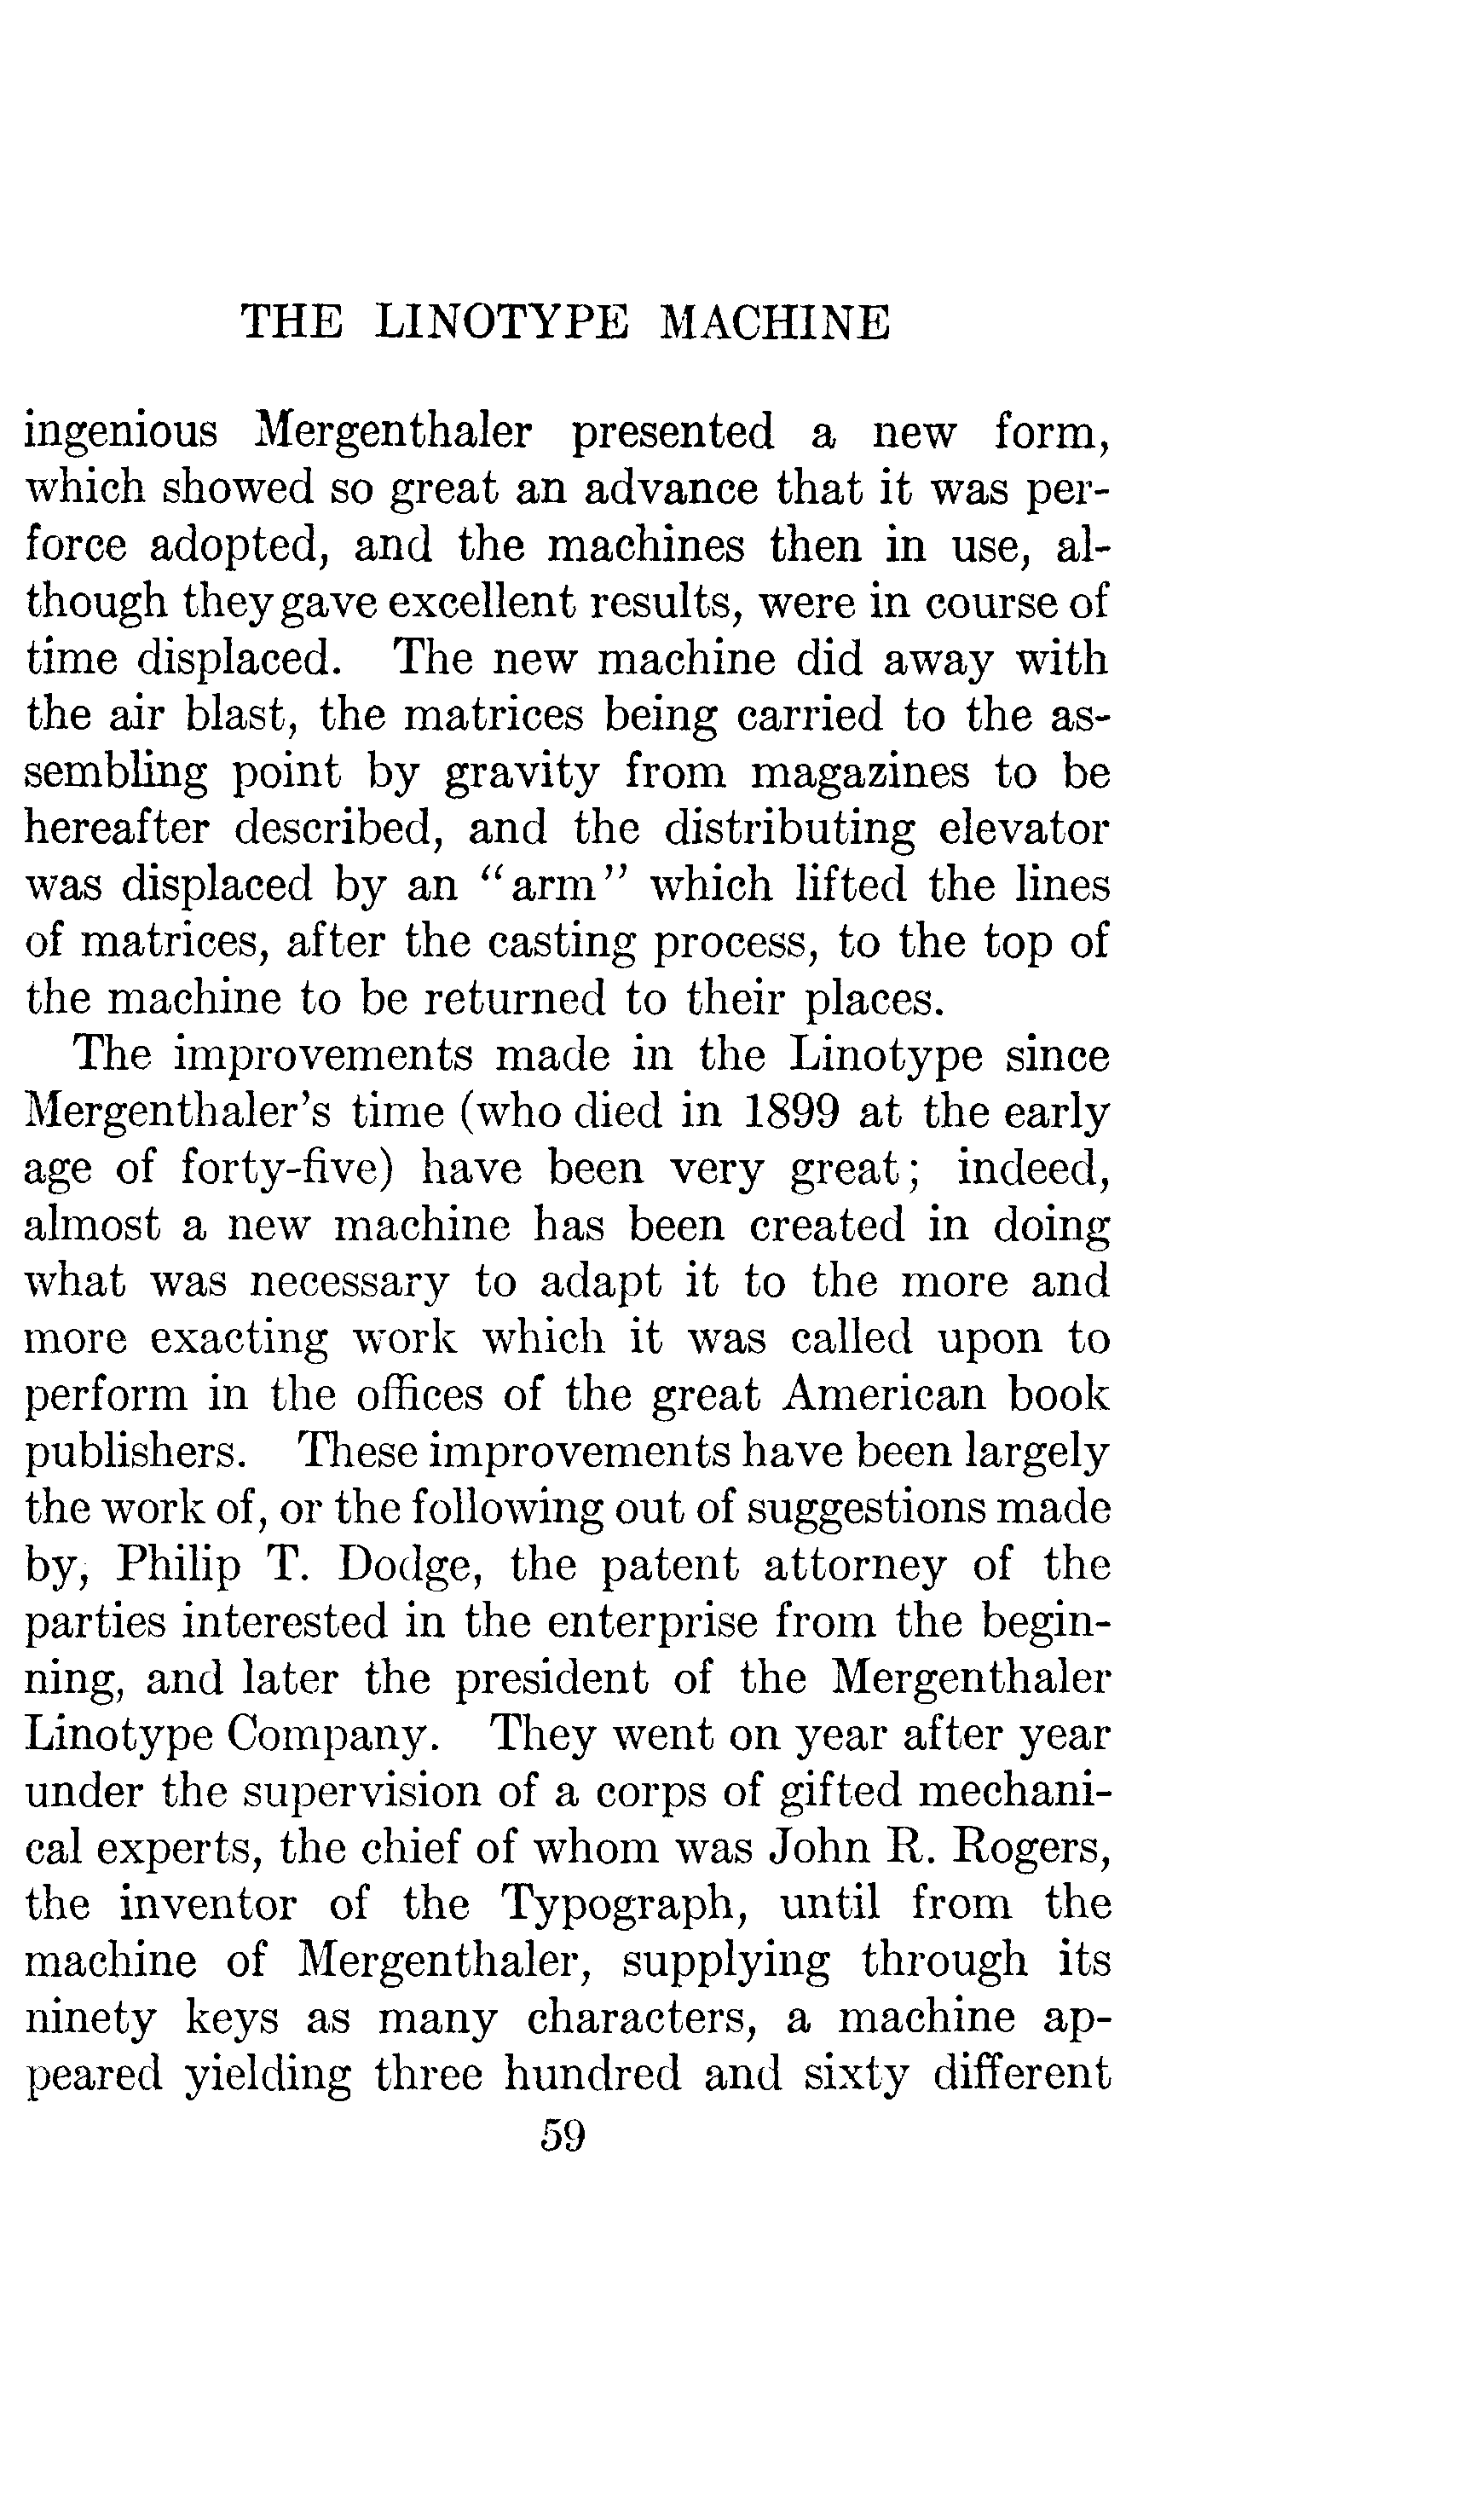 THE LINOTYPE MACHINE
ingenious Mergenthaler presented a new form,
which showed so great an advance that it was per-
force adopted, and the machines then in use, al-
though they gave excellent results, were in course of
time displaced. The new machine did away with
the air blast, the matrices being carried to the as-
sembling point by gravity from magazines to be
hereafter described, and the distributing elevator
was displaced by an “arm” which lifted the lines
of matrices, after the casting process, to the top of
the machine to be returned to their places.
The improvements made in the Linotype since
Mergenthaler's time (who died in 1899 at the early
age of forty-five) have been very great; indeed,
almost a new machine has been created in doing
what was necessary to adapt it to the more and
more exacting work which it was called upon to
perform in the offices of the great American book
publishers. These improvements have been largely
the work of, or the following out of suggestions made
by, Philip T. Dodge, the patent attorney of the
parties interested in the enterprise from the begin-
ning, and later the president of the Mergenthaler
Linotype Company. They went on year after year
under the supervision of a corps of gifted mechani-
cal experts, the chief of whom was John R. Rogers,
the inventor of the Typograph, until from the
machine of Mergenthaler, supplying through its
ninety keys as many characters, a machine ap-
peared yielding three hundred and sixty different
59